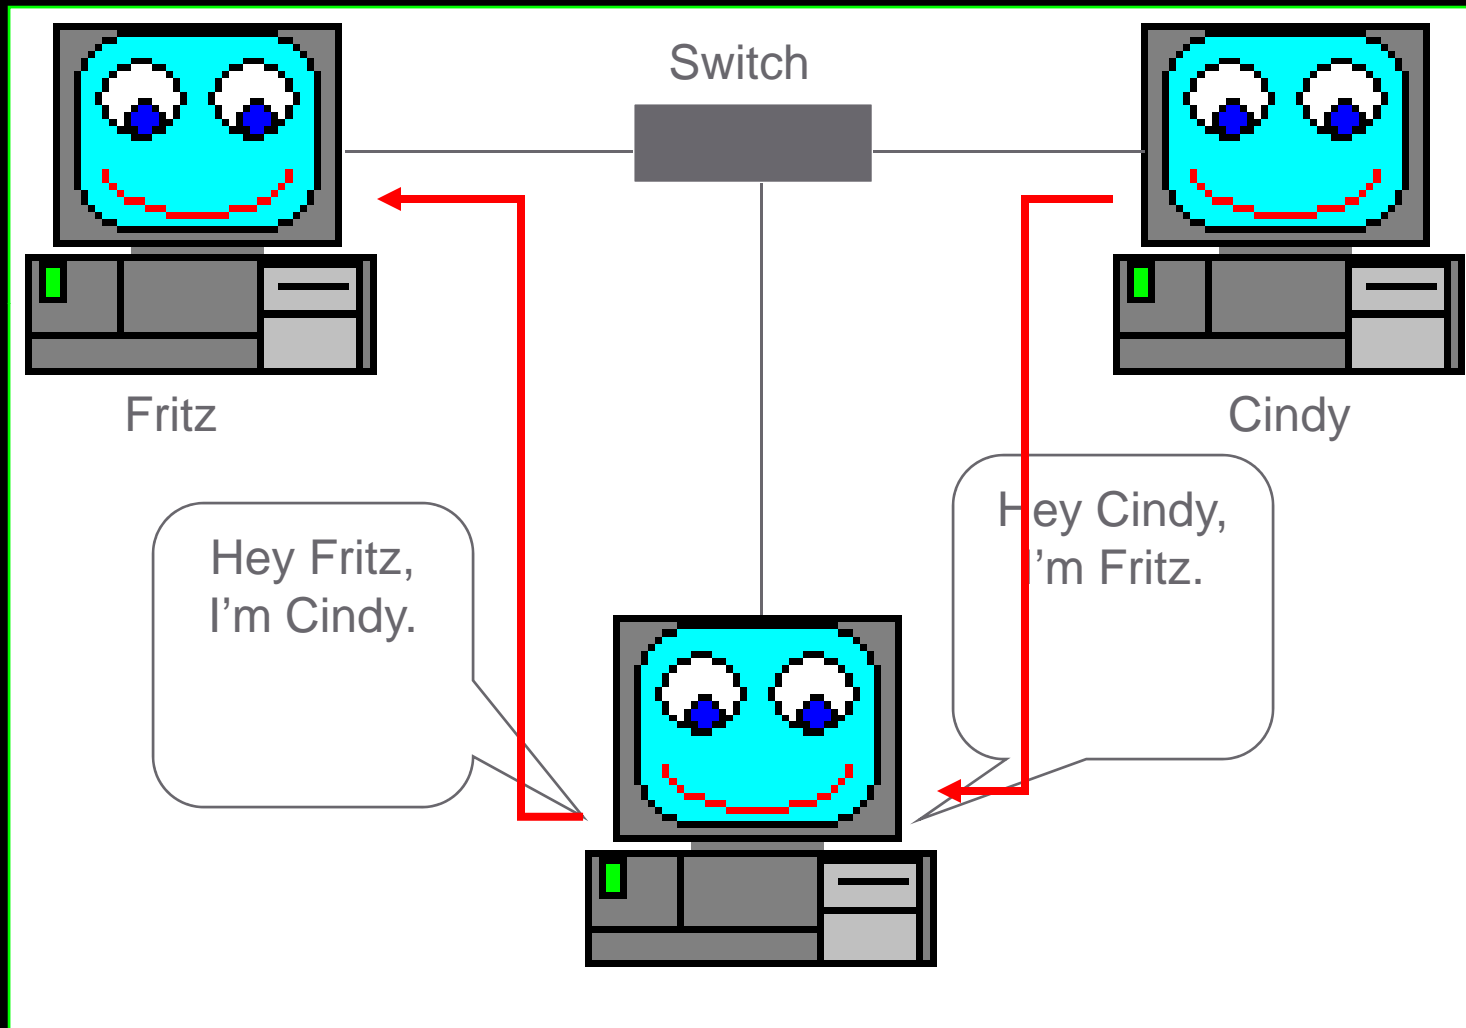 Switch
Fritz
Cindy
Hey Fritz,
I’m Cindy.
Hey Cindy,
I’m Fritz.